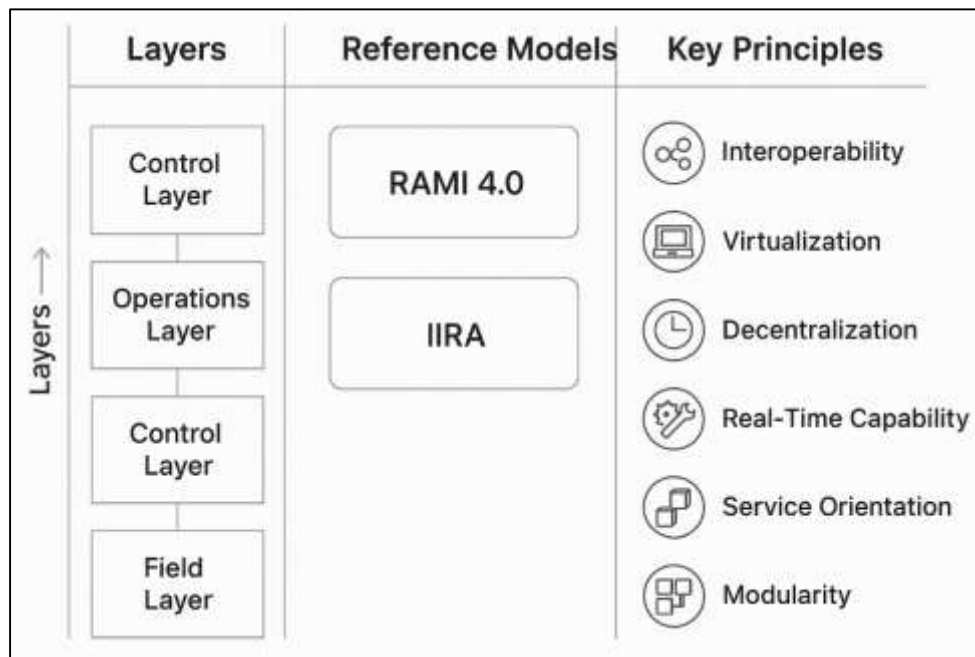 Layers
Reference Models
Key Principles
Layers
Control
Layer
Operations
Layer
Control
Layer
Field
Layer
RAMI 4.0
IIRA
Interoperability
Virtualization
Decentralization
Real-Time Capability
Service Orientation
Modularity